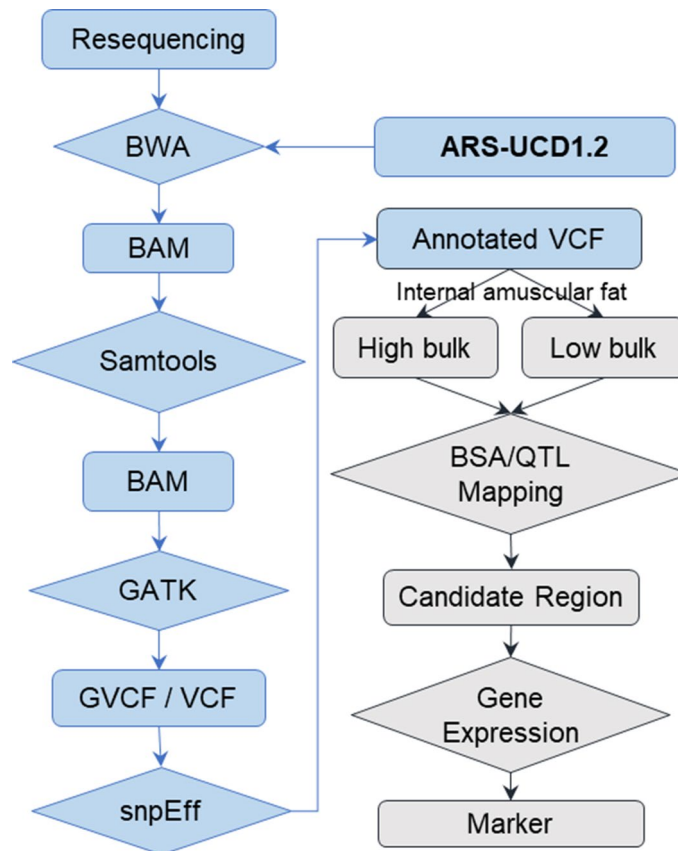 Resequencing
BWA
ARS-UCD1.2
BAM
Samtools
BAM
GATK
GVCF / VCF
snpEff
Annotated VCF
Internal amuscular fat
High bulk
Low bulk
BSA/QTL
Mapping
Candidate Region
Gene
Expression
Marker